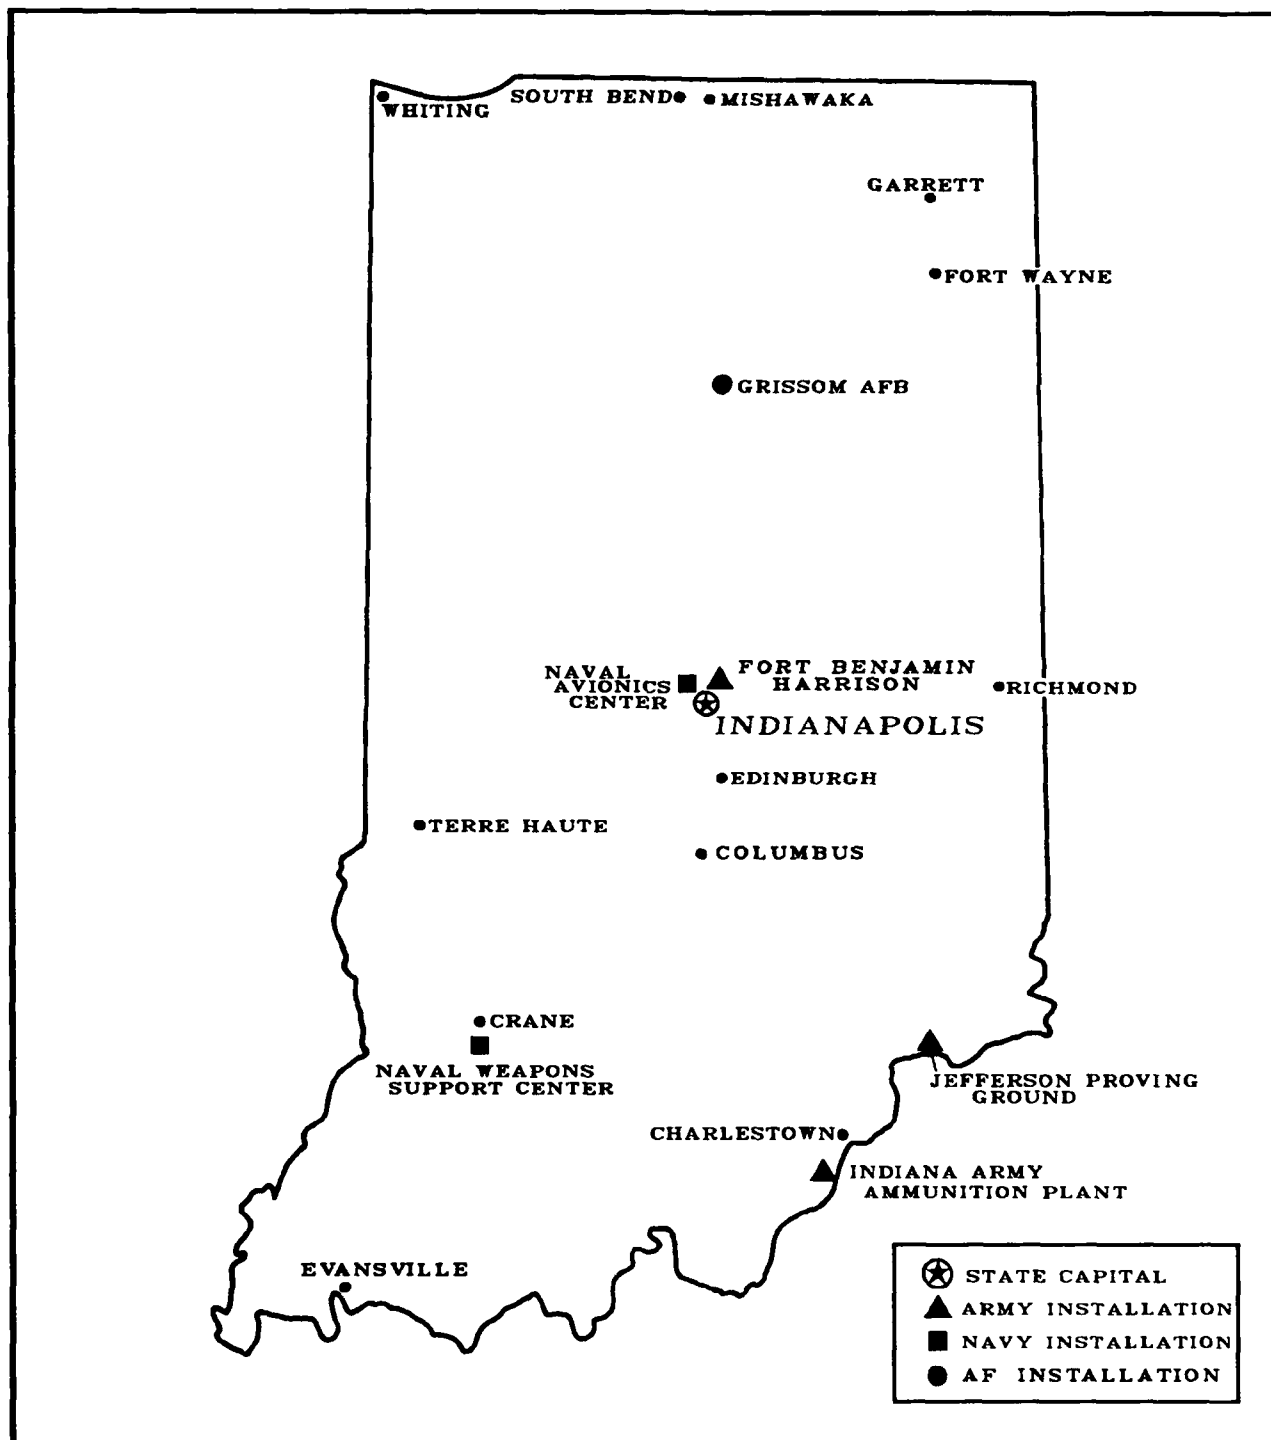 WHITING
SOUTH BEND
MISHAWAKA
GARRETT
FORT WAYNE
GRISSOM AFB
NAVAL
AVIONICS
CENTER
FORT BENJAMIN
HARRISON
INDIANAPOLIS
RICHMOND
EDINBURGH
TERRE HAUTE
COLUMBUS
CRANE
NAVAL WEAPONS
SUPPORT CENTER
JEFFERSON PROVING
GROUND
CHARLESTOWN
INDIANA ARMY
AMMUNITION PLANT
EVANSVILLE
STATE CAPITAL
ARMY INSTALLATION
NAVY INSTALLATION
AF INSTALLATION